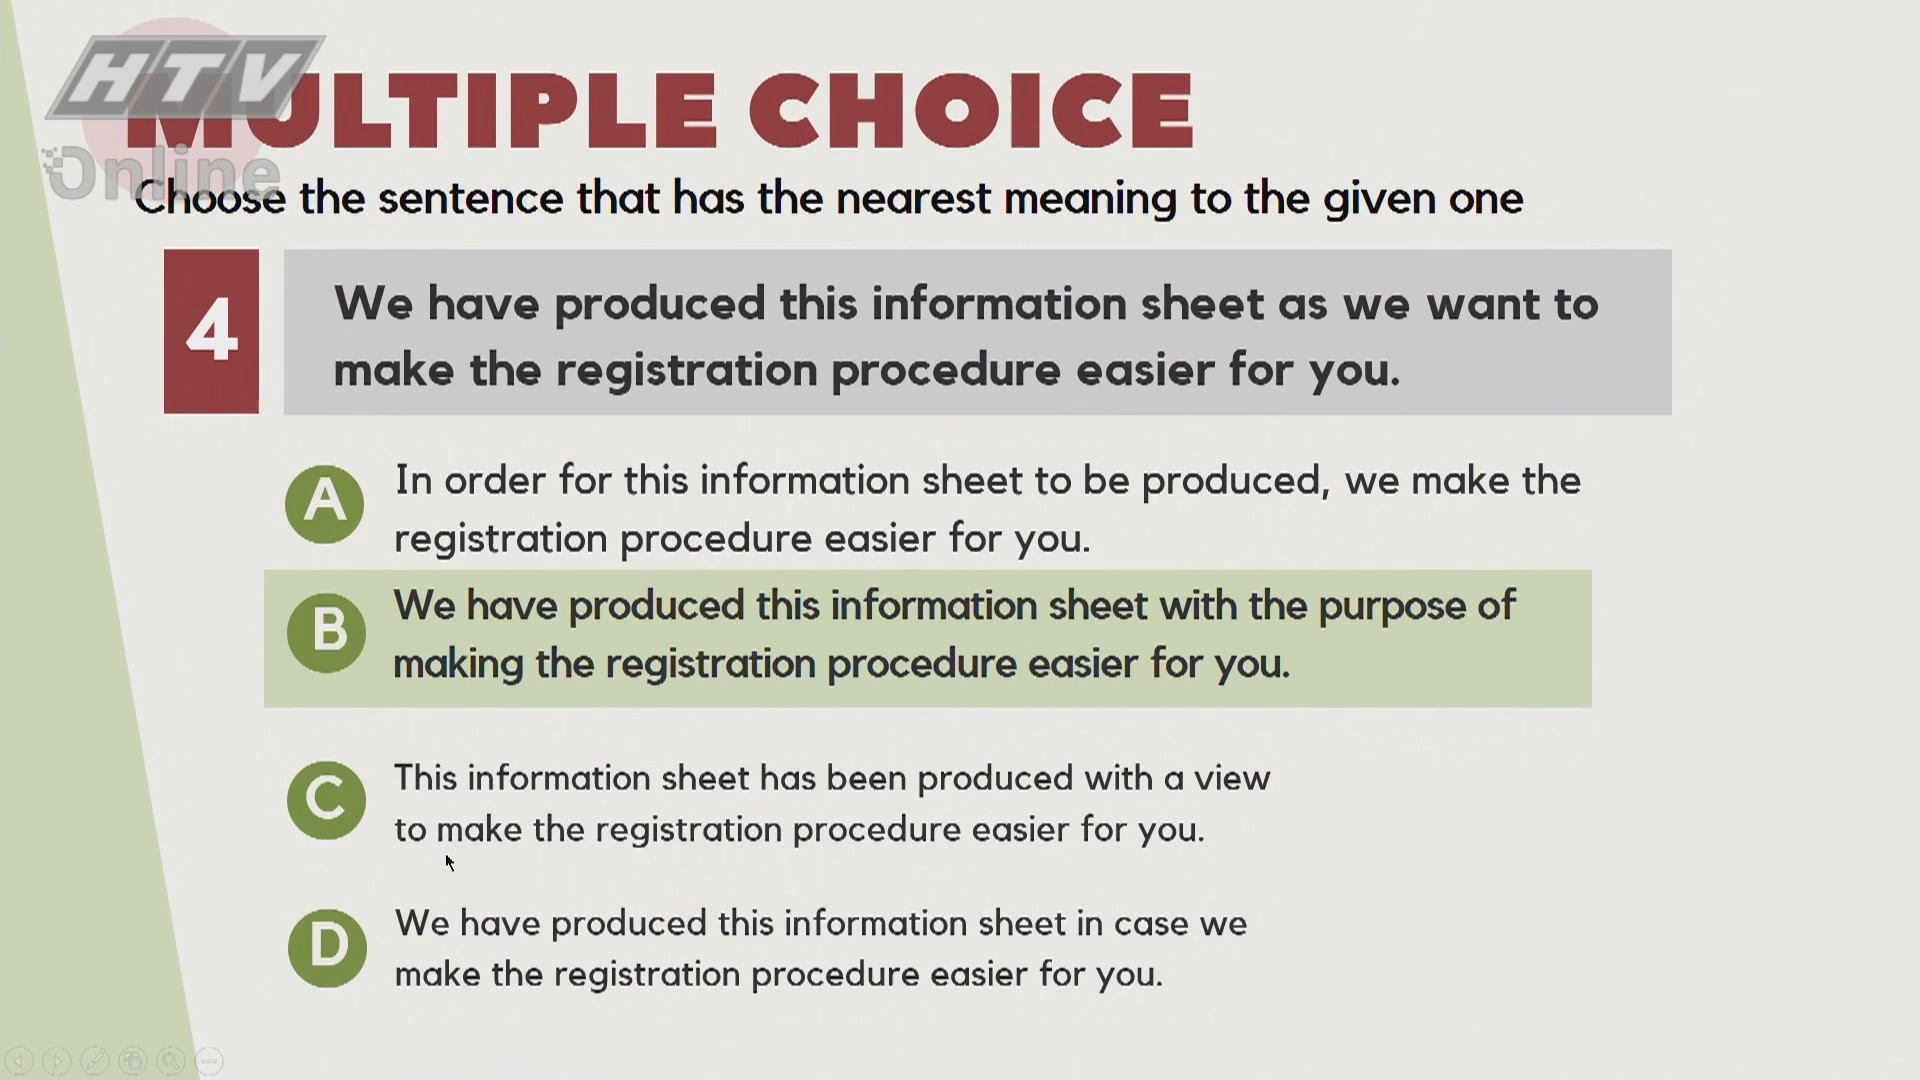 HTV
Online
MULTIPLE CHOICE
Choose the sentence that has the nearest meaning to the given one
4
We have produced this information sheet as we want to
make the registration procedure easier for you.
A
In order for this information sheet to be produced, we make the
registration procedure easier for you.
B
We have produced this information sheet with the purpose of
making the registration procedure easier for you.
C
This information sheet has been produced with a view
to make the registration procedure easier for you.
D
We have produced this information sheet in case we
make the registration procedure easier for you.